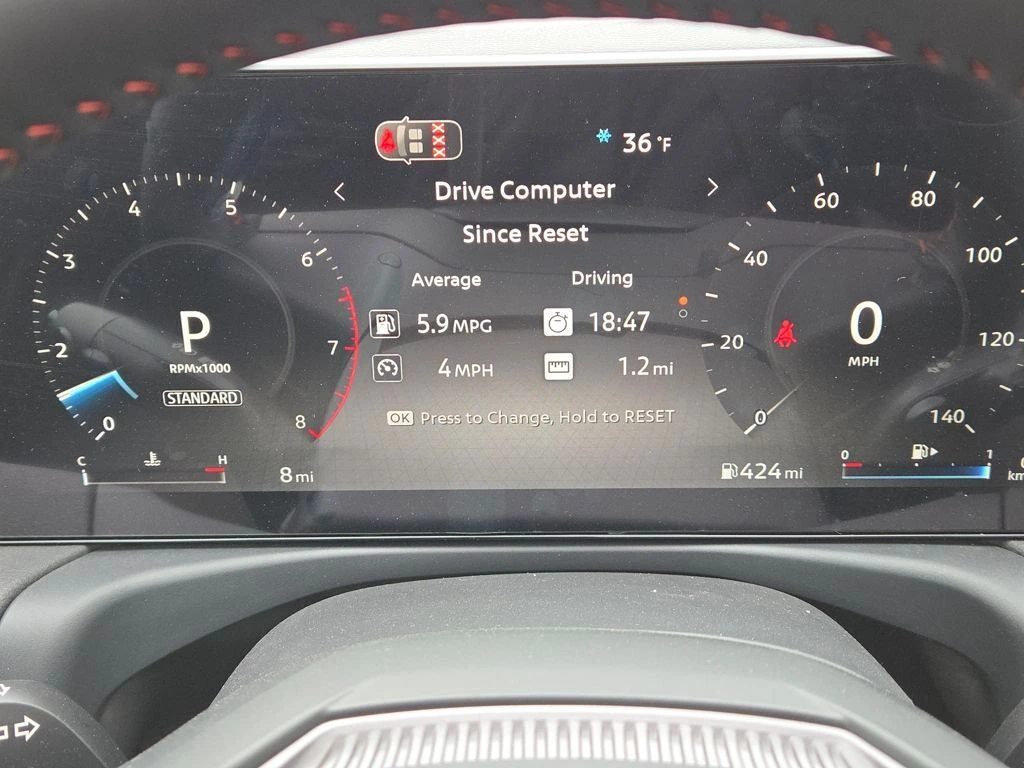 36 °F
Drive Computer
Since Reset
Average
Driving
5.9 MPG
18:47
4 MPH
1.2 mi
OK Press to Change, Hold to RESET
8 mi
424 mi
0
2
3
4
5
6
7
8
P
RPMx1000
STANDARD
C
H
0
20
40
60
80
100
120
140
0
MPH
0
1
km